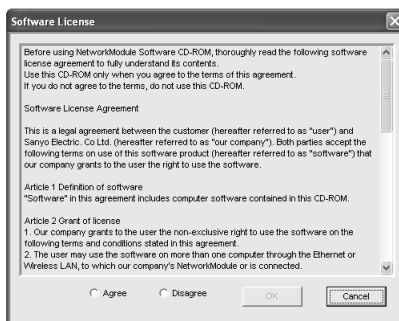 Software License
Before using NetworkModule Software CD-ROM, thoroughly read the following software
license agreement to fully understand its contents.
Use this CD-ROM only when you agree to the terms of this agreement.
If you do not agree to the terms, do not use this CD-ROM.
Software License Agreement
This is a legal agreement between the customer (hereafter referred to as "user") and
Sanyo Electric. Co Ltd. (hereafter referred to as "our company"). Both parties accept the
following terms on use of this software product (hereafter referred to as "software") that
our company grants to the user the right to use the software.
Article 1 Definition of software
"Software" in this agreement includes computer software contained in this CD-ROM.
Article 2 Grant of license
1. Our company grants to the user the non-exclusive right to use the software on the
following terms and conditions stated in this agreement.
2. The user may use the software on more than one computer through the Ethernet or
Wireless LAN, to which our company's NetworkModule or is connected.
Agree Disagree OK Cancel